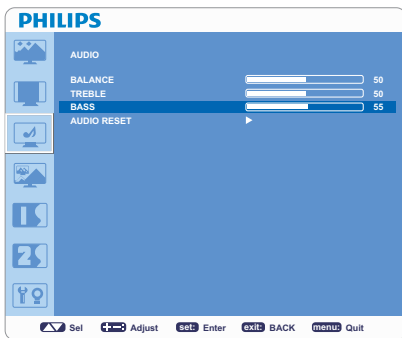 PHILIPS
AUDIO
BALANCE 50
TREBLE 50
BASS 55
AUDIO RESET
Sel + - Adjust set: Enter exit: BACK menu: Quit